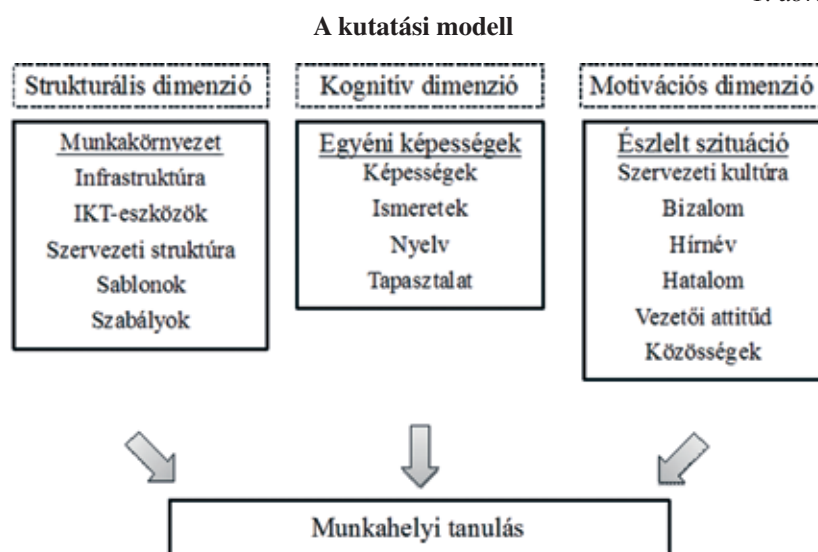 A kutatási modell
Strukturális dimenzió
Munkakörnyezet
Infrastruktúra
IKT-eszközök
Szervezeti struktúra
Sablonok
Szabályok
Kognitív dimenzió
Egyéni képességek
Képességek
Ismeretek
Nyelv
Tapasztalat
Motivációs dimenzió
Észlelt szituáció
Szervezeti kultúra
Bizalom
Hírnév
Hatalom
Vezetői attitűd
Közösségek
Munkahelyi tanulás